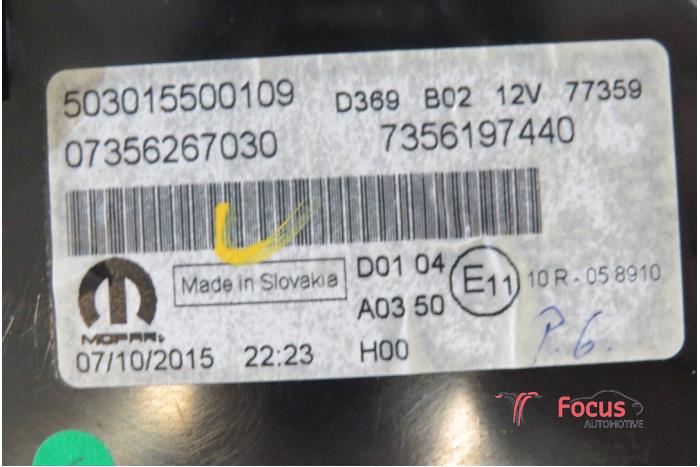 503015500109 D369 B02 12V 77359
07356267030 7356197440
Made in Slovakia D01 04 E11 10 R - 05 8910
MOPAR A03 50
07/10/2015 22:23 H00
P.G.
Focus
AUTOMOTIVE